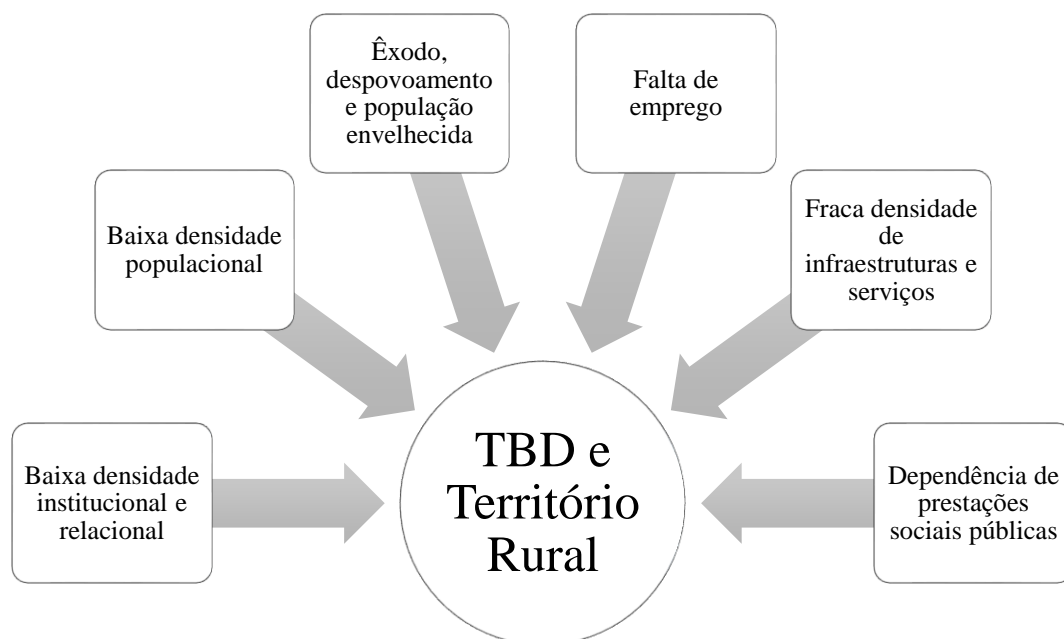 Êxodo,
despovoamento
e população
envelhecida
Falta de
emprego
Baixa densidade
populacional
Fraca densidade
de
infraestruturas e
serviços
Baixa densidade
institucional e
relacional
TBD e
Território
Rural
Dependência de
prestações
sociais públicas